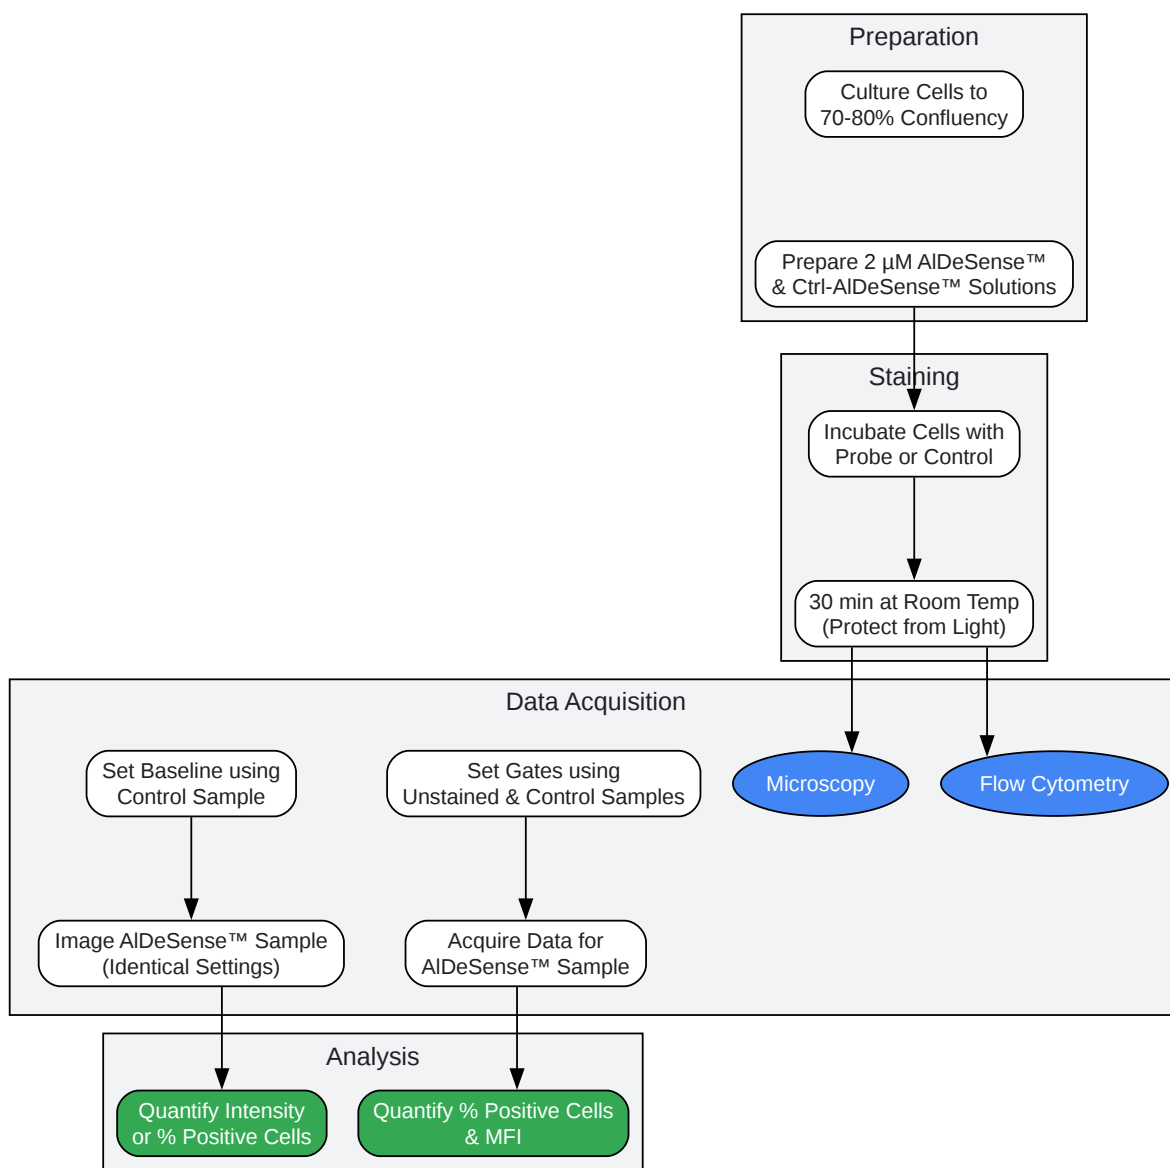 Preparation
Culture Cells to
70-80% Confluency
Prepare 2 µM AlDeSense™
& Ctrl-AlDeSense™ Solutions
Staining
Incubate Cells with
Probe or Control
30 min at Room Temp
(Protect from Light)
Data Acquisition
Set Baseline using
Control Sample
Set Gates using
Unstained & Control Samples
Microscopy
Flow Cytometry
Image AlDeSense™ Sample
(Identical Settings)
Acquire Data for
AlDeSense™ Sample
Analysis
Quantify Intensity
or % Positive Cells
Quantify % Positive Cells
& MFI